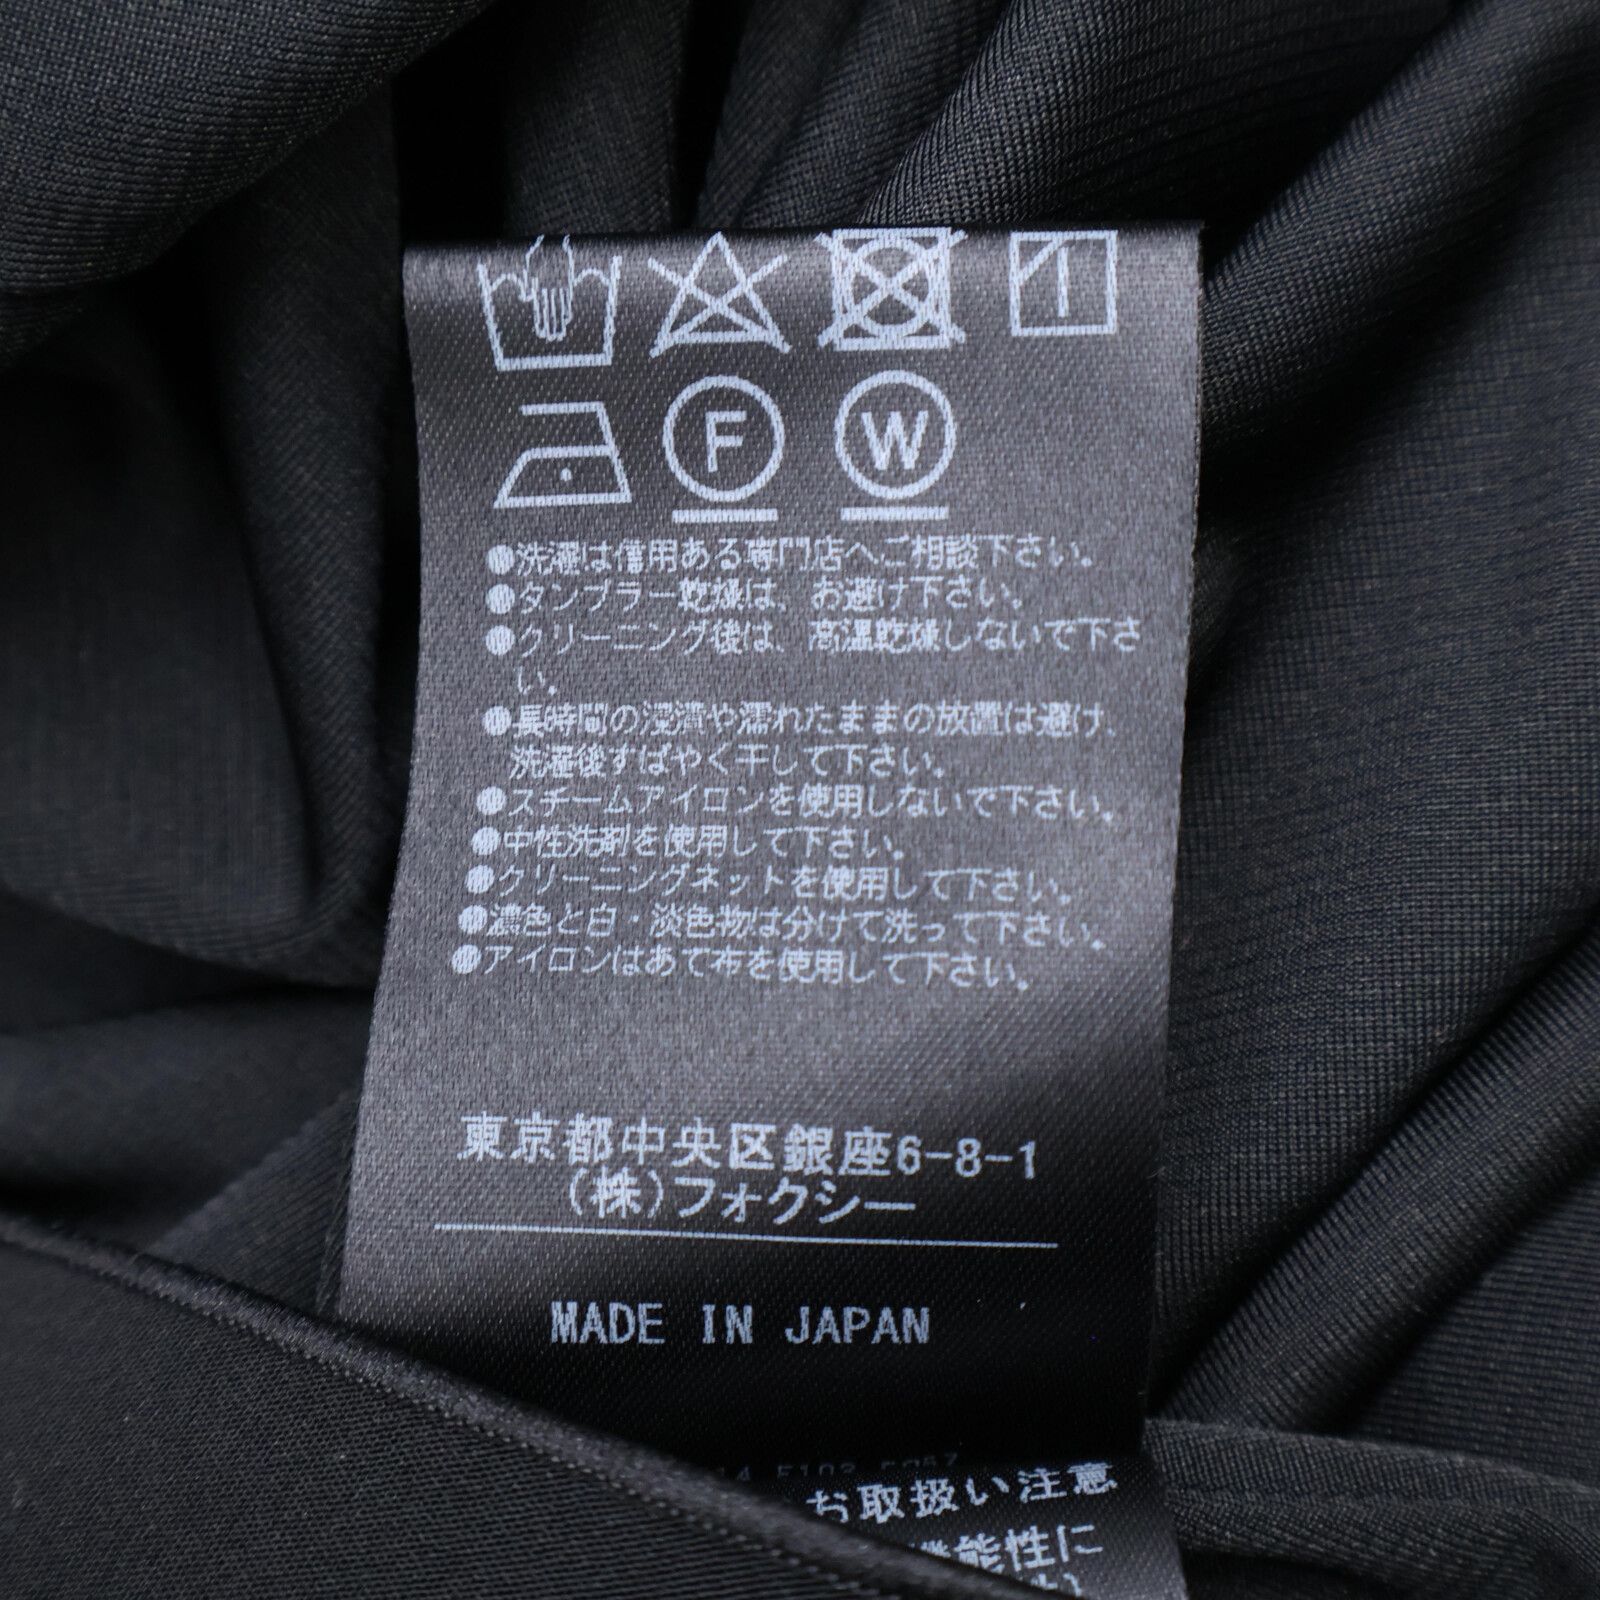 F W
●洗濯は信用ある専門店へご相談下さい。
●タンブラー乾燥は、お避け下さい。
●クリーニング後は、高温乾燥しないで下さ
い。
●長時間の浸漬や濡れたままの放置は避け、
洗濯後すばやく干して下さい。
●スチームアイロンを使用しないで下さい。
●中性洗剤を使用して下さい。
●クリーニングネットを使用して下さい。
●濃色と白・淡色物は分けて洗って下さい。
●アイロンはあて布を使用して下さい。
東京都中央区銀座6-8-1
(株)フォクシー
MADE IN JAPAN
お取扱い注意
機能性に